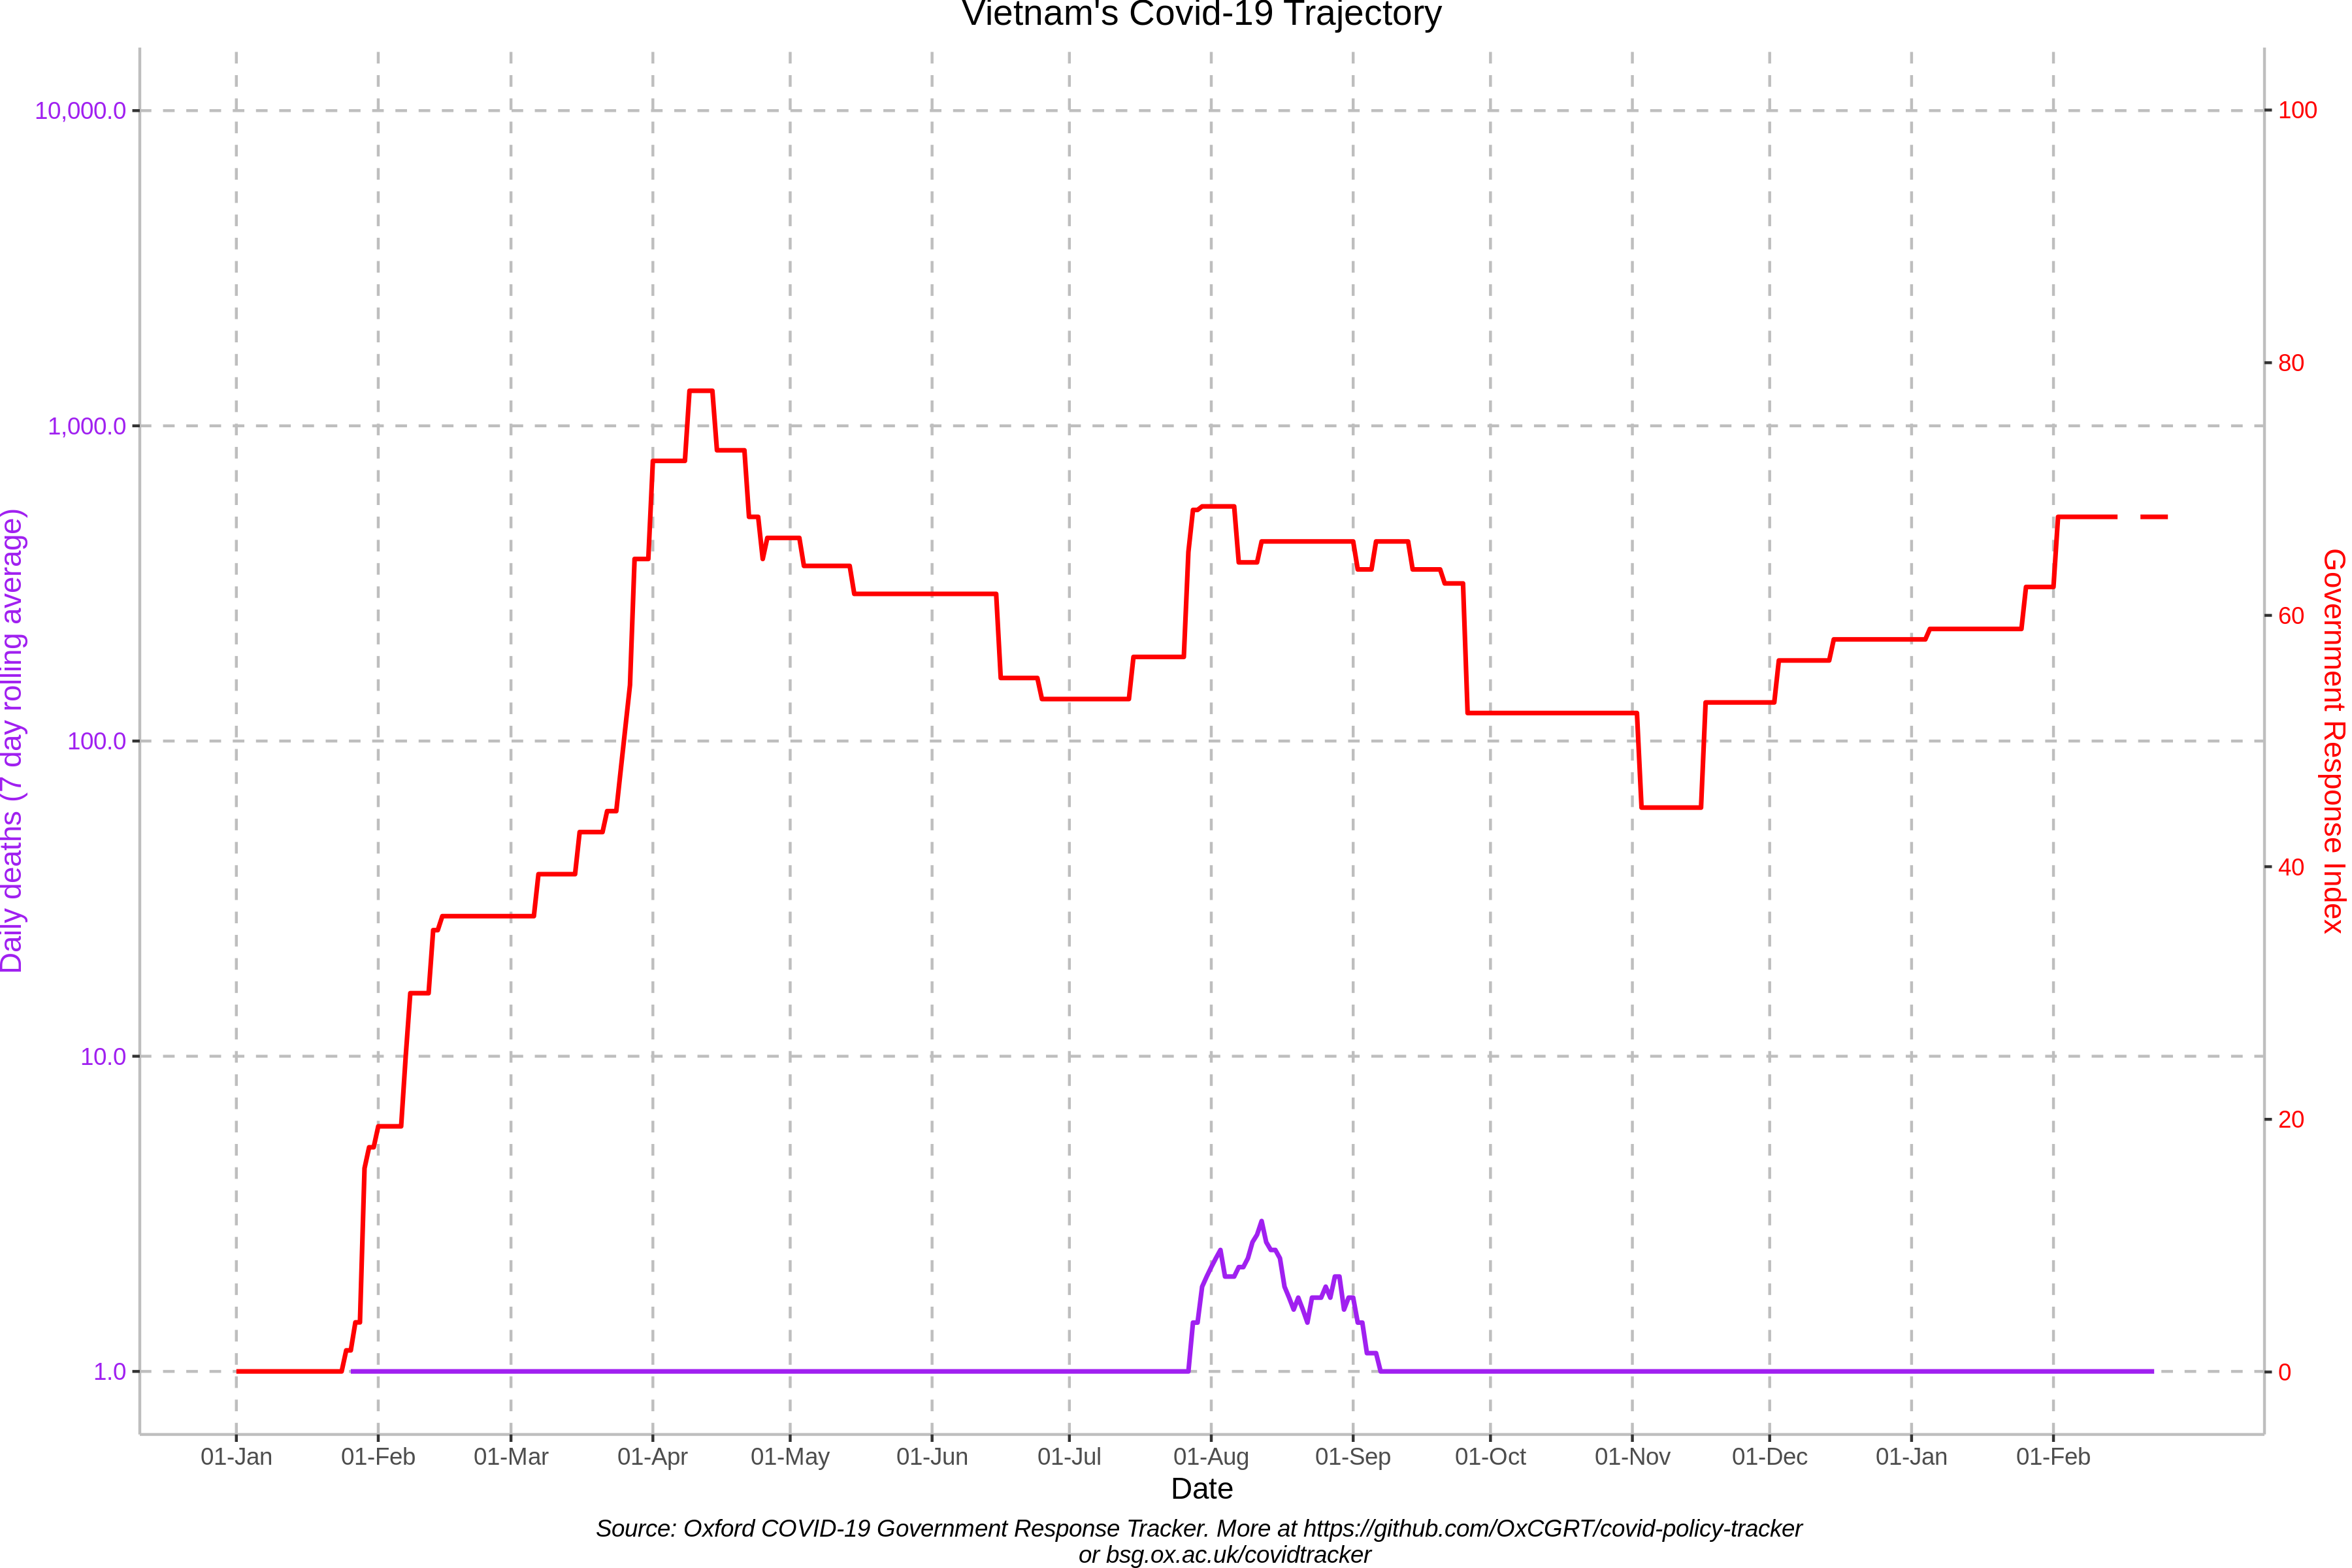 Vietnam's Covid-19 Trajectory
10,000.0
1,000.0
100.0
10.0
1.0
Daily deaths (7 day rolling average)
100
80
60
40
20
0
Government Response Index
01-Jan 01-Feb 01-Mar 01-Apr 01-May 01-Jun 01-Jul 01-Aug 01-Sep 01-Oct 01-Nov 01-Dec 01-Jan 01-Feb
Date
Source: Oxford COVID-19 Government Response Tracker. More at https://github.com/OxCGRT/covid-policy-tracker
or bsg.ox.ac.uk/covidtracker